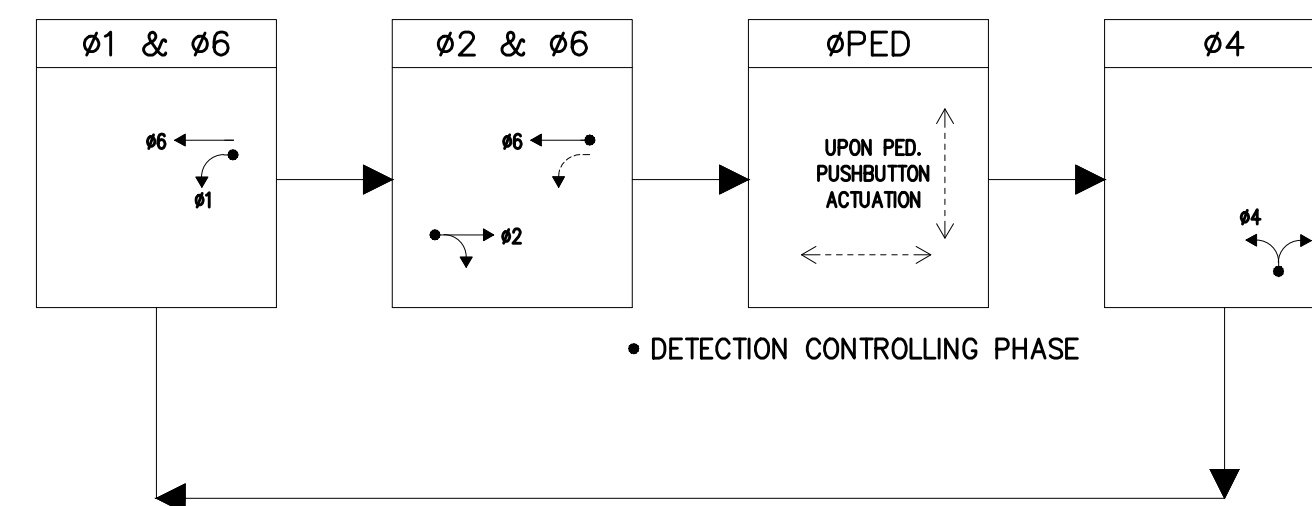 ø1 & ø6
ø2 & ø6
øPED
ø4
ø6
ø1
ø6
ø2
UPON PED.
PUSHBUTTON
ACTUATION
ø4
DETECTION CONTROLLING PHASE